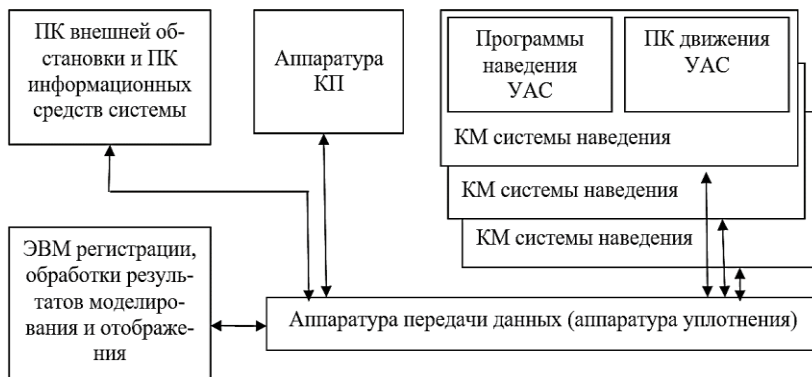 ПК внешней об-
становки и ПК
информационных
средств системы
Аппаратура
КП
Программы
наведения
УАС
ПК движения
УАС
КМ системы наведения
КМ системы наведения
КМ системы наведения
ЭВМ регистрации,
обработки резуль-
татов моделиро-
вания и отображе-
ния
Аппаратура передачи данных (аппаратура уплотнения)